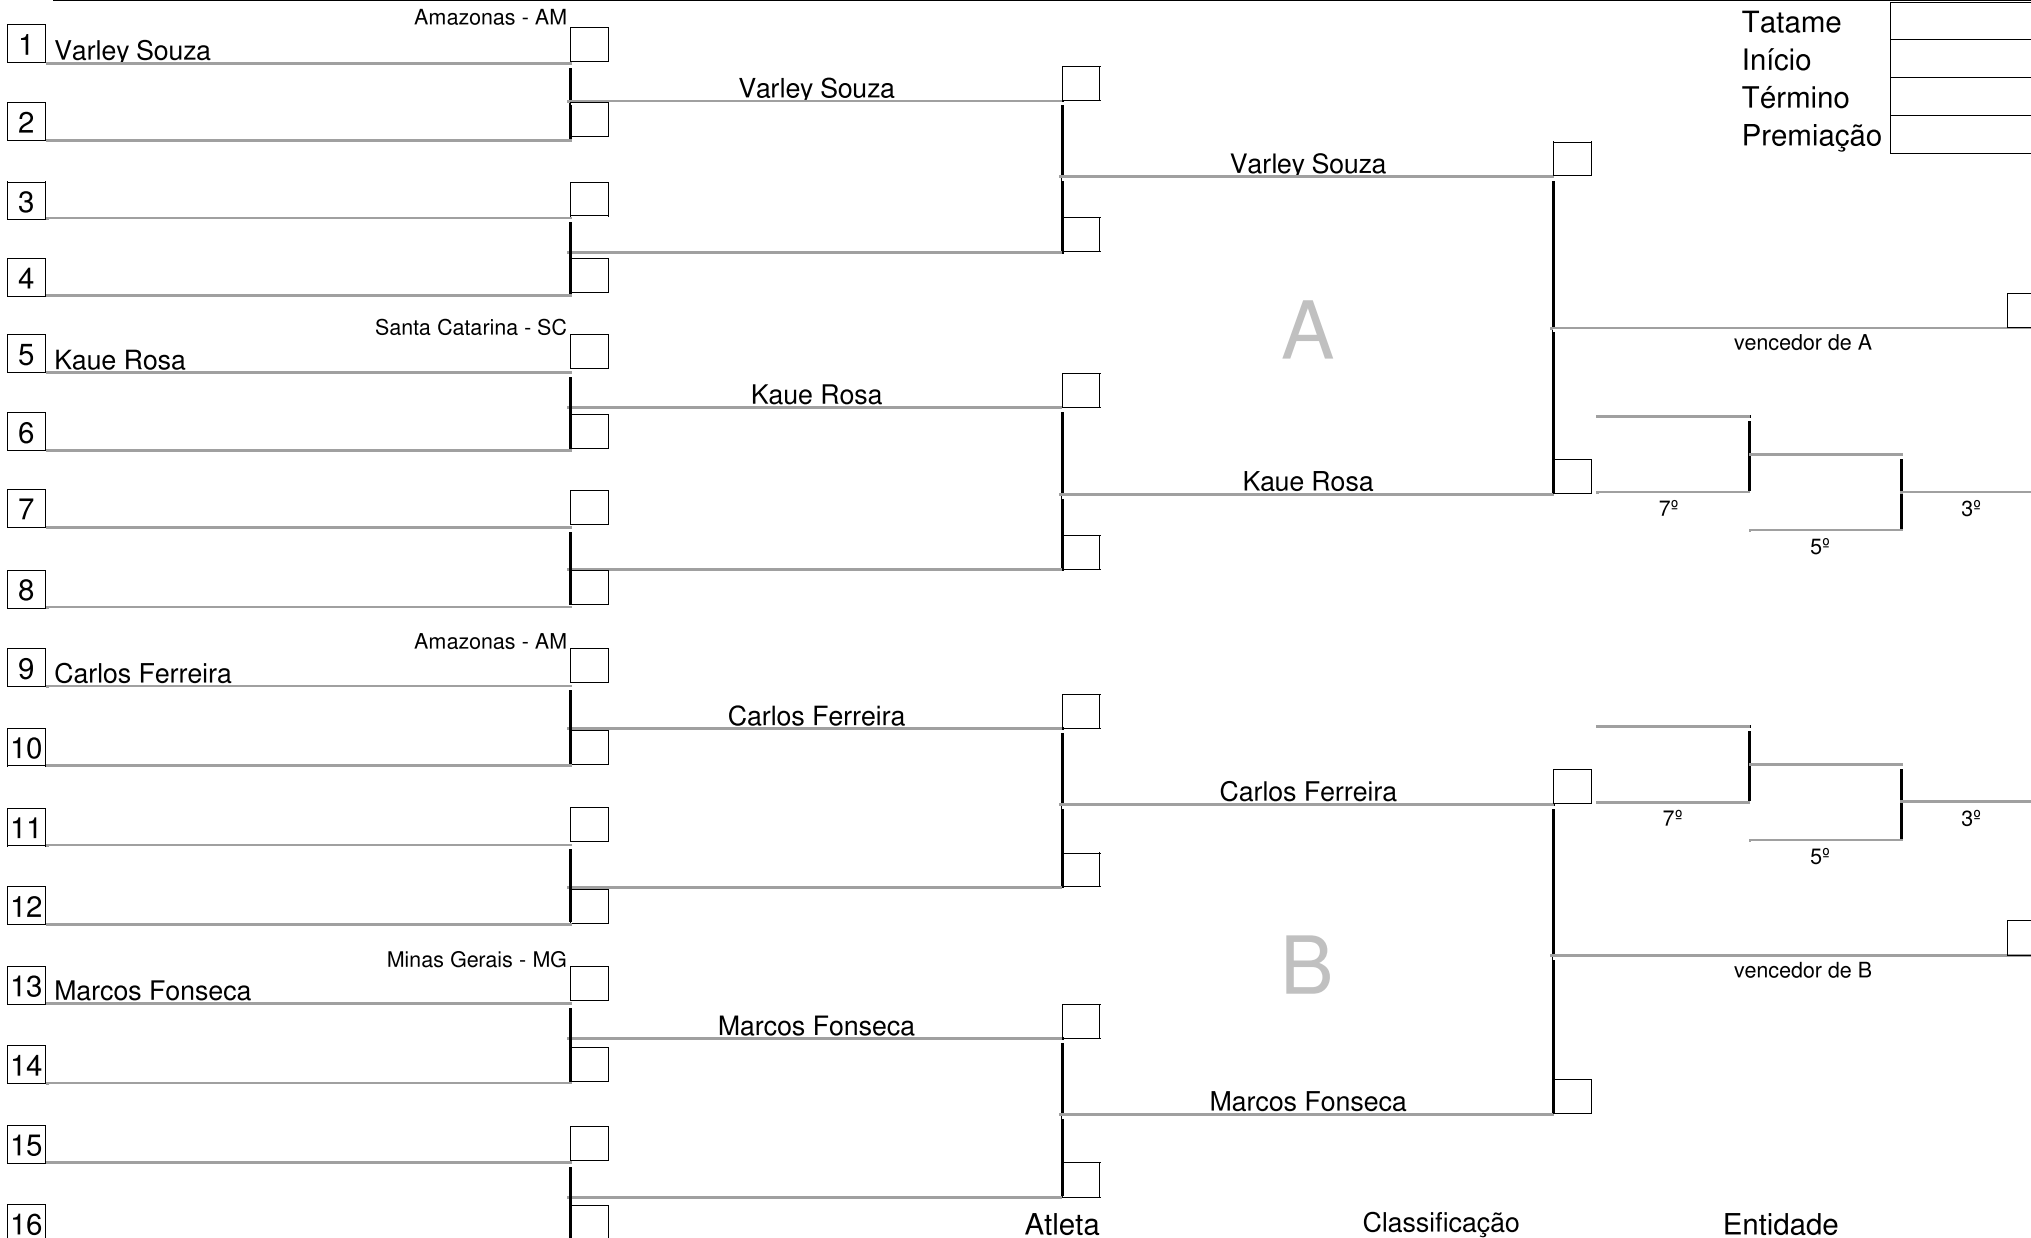 Amazonas - AM
1 Varley Souza
2
3
4
Santa Catarina - SC
5 Kaue Rosa
6
7
8
Amazonas - AM
9 Carlos Ferreira
10
11
12
Minas Gerais - MG
13 Marcos Fonseca
14
15
16
Varley Souza
Kaue Rosa
Carlos Ferreira
Marcos Fonseca
Varley Souza
A
Kaue Rosa
Carlos Ferreira
B
Marcos Fonseca
Tatame
Início
Término
Premiação
vencedor de A
7º
5º
3º
7º
5º
3º
vencedor de B
Atleta Classificação Entidade